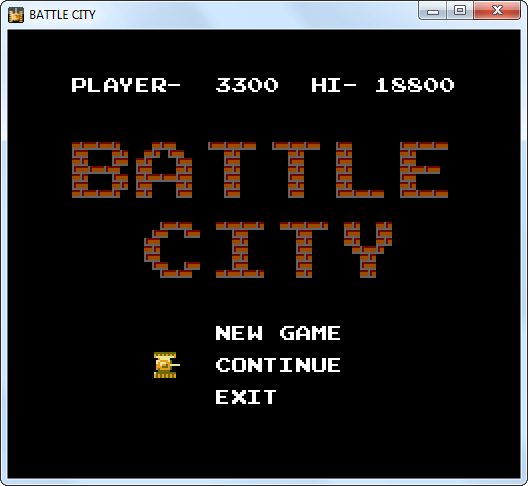 BATTLE CITY
PLAYER- 3300 HI- 18800
BATTLE
CITY
NEW GAME
CONTINUE
EXIT